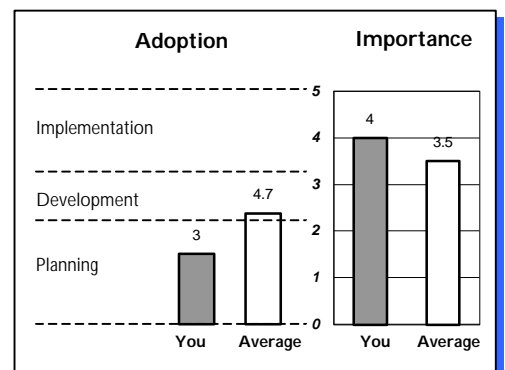 Adoption
Importance
Implementation
Development
Planning
3
4.7
You
Average
5
4
3
2
1
0
4
3.5
You
Average